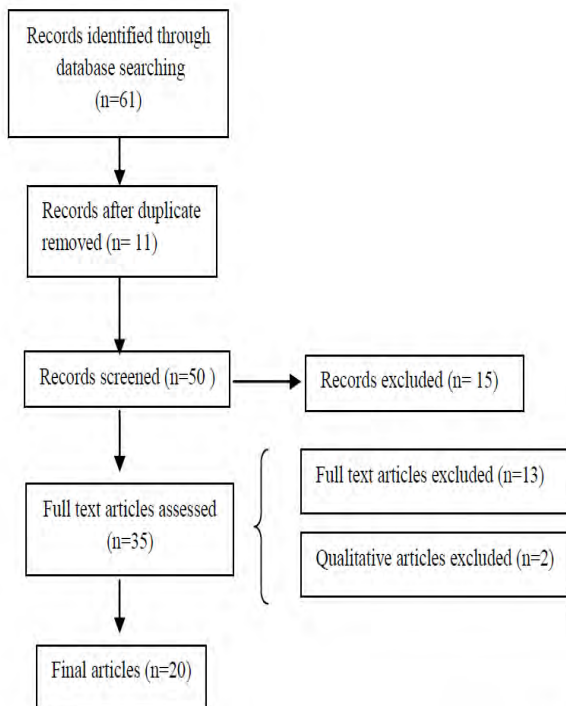 Records identified through
database searching
(n=61)
Records after duplicate
removed (n= 11)
Records screened (n=50 )
Records excluded (n= 15)
Full text articles assessed
(n=35)
Full text articles excluded (n=13)
Qualitative articles excluded (n=2)
Final articles (n=20)